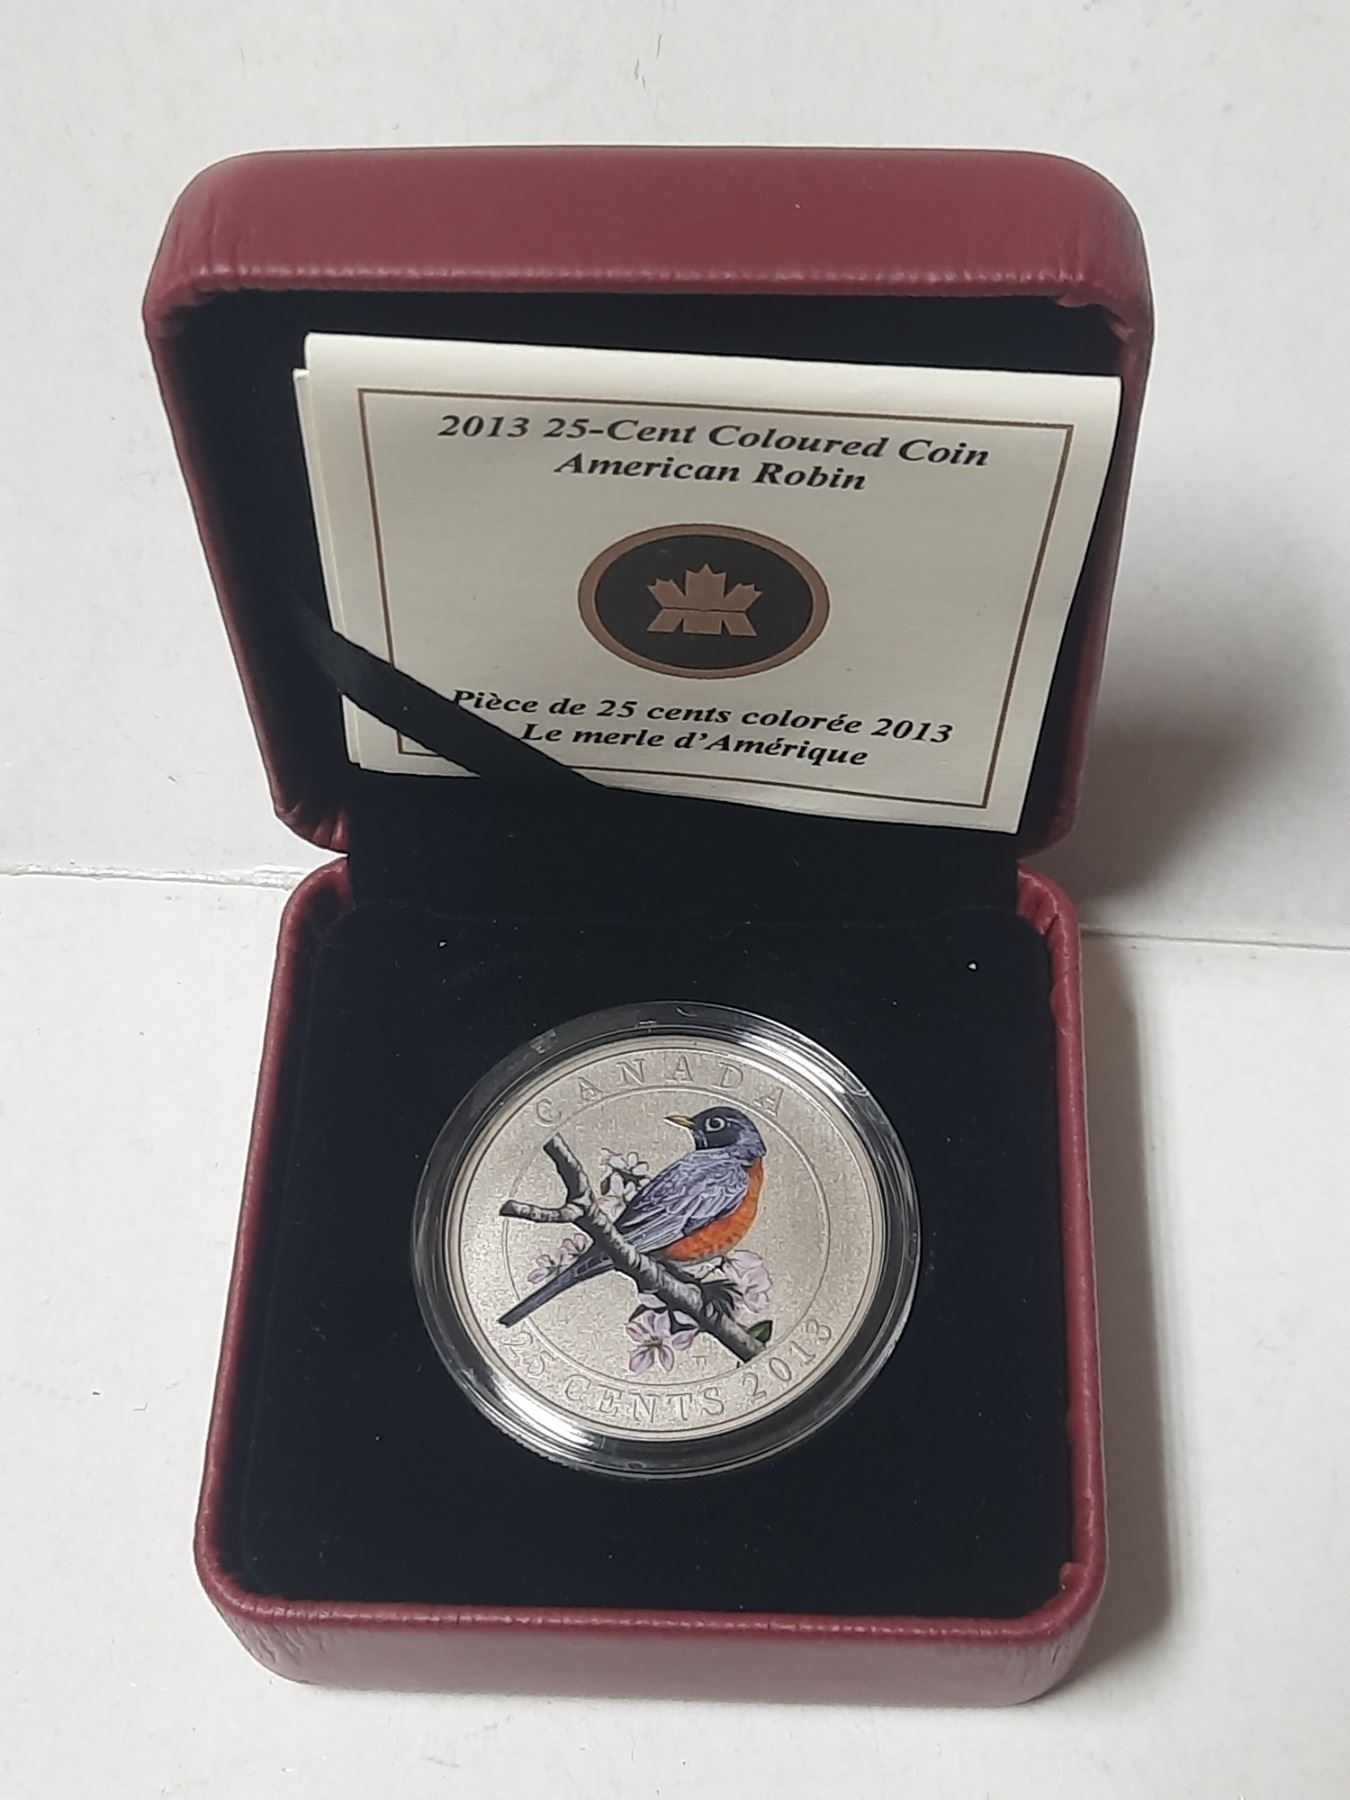 2013 25-Cent Coloured Coin
American Robin
Pièce de 25 cents colorée 2013
Le merle d'Amérique
CANADA
25 CENTS 2013